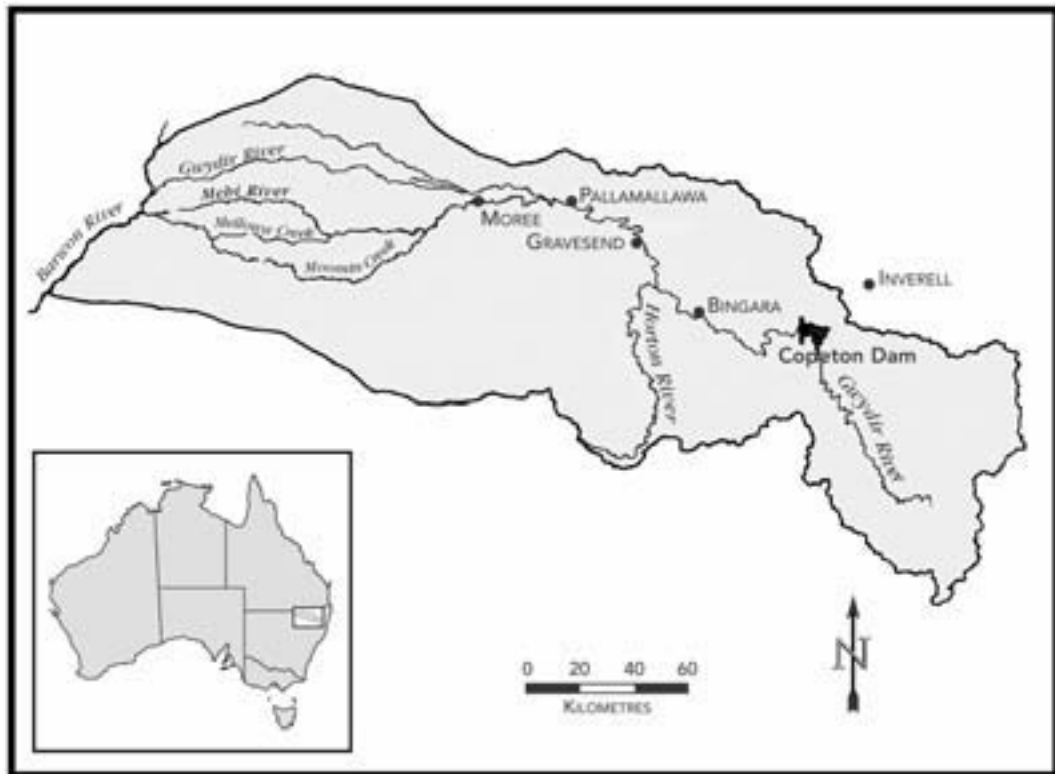 Gwydir River
Mehi River
Mallowa Creek
Moomin Creek
Barwon River
MOREE
PALLAMALLAWA
GRAVESEND
BINGARA
INVERELL
Copeton Dam
Horton River
Gwydir River
0 20 40 60
KILOMETRES
N